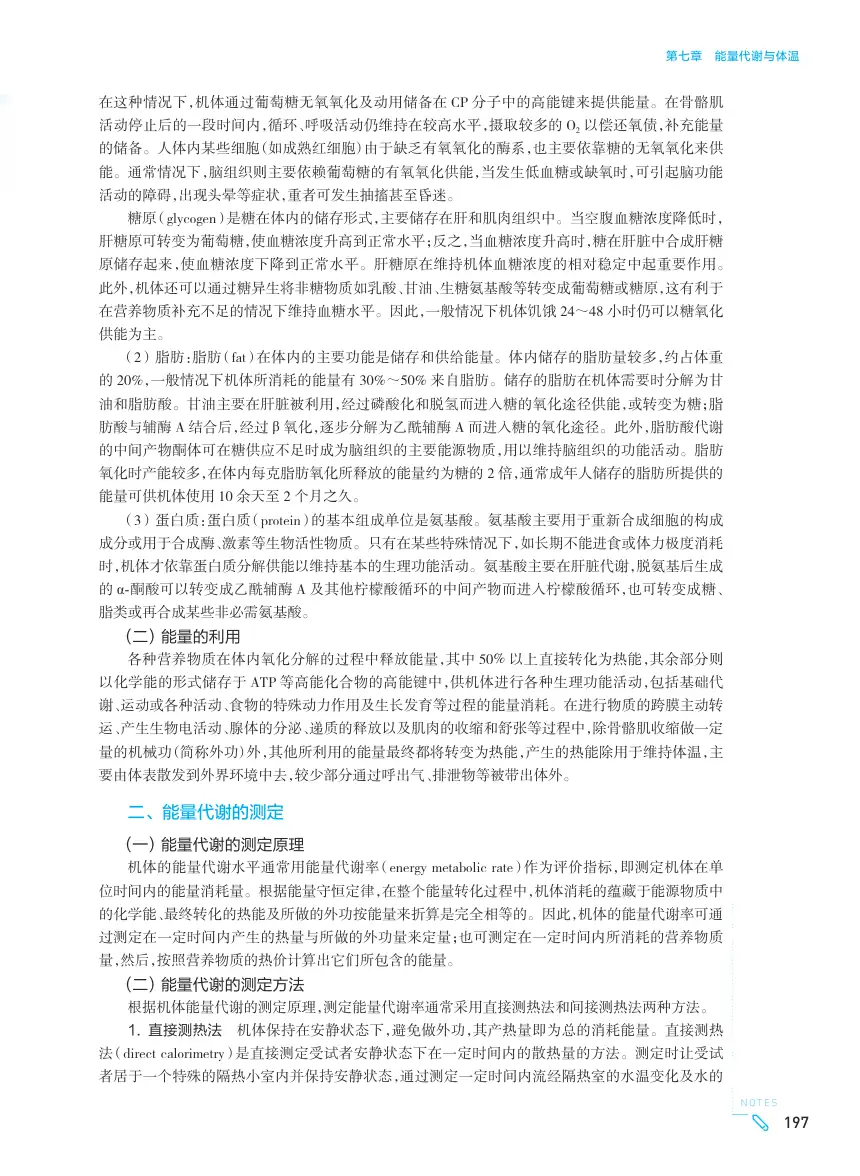 第七章　能量代谢与体温
在这种情况下,机体通过葡萄糖无氧氧化及动用储备在 CP 分子中的高能键来提供能量。在骨骼肌
活动停止后的一段时间内,循环、呼吸活动仍维持在较高水平,摄取较多的 O₂ 以偿还氧债,补充能量
的储备。人体内某些细胞(如成熟红细胞)由于缺乏有氧氧化的酶系,也主要依靠糖的无氧氧化来供
能。通常情况下,脑组织则主要依赖葡萄糖的有氧氧化供能,当发生低血糖或缺氧时,可引起脑功能
活动的障碍,出现头晕等症状,重者可发生抽搐甚至昏迷。
糖原(glycogen)是糖在体内的储存形式,主要储存在肝和肌肉组织中。当空腹血糖浓度降低时,
肝糖原可转变为葡萄糖,使血糖浓度升高到正常水平;反之,当血糖浓度升高时,糖在肝脏中合成肝糖
原储存起来,使血糖浓度下降到正常水平。肝糖原在维持机体血糖浓度的相对稳定中起重要作用。
此外,机体还可以通过糖异生将非糖物质如乳酸、甘油、生糖氨基酸等转变成葡萄糖或糖原,这有利于
在营养物质补充不足的情况下维持血糖水平。因此,一般情况下机体饥饿 24～48 小时仍可以糖氧化
供能为主。
(2)脂肪:脂肪(fat)在体内的主要功能是储存和供给能量。体内储存的脂肪量较多,约占体重
的 20%,一般情况下机体所消耗的能量有 30%～50% 来自脂肪。储存的脂肪在机体需要时分解为甘
油和脂肪酸。甘油主要在肝脏被利用,经过磷酸化和脱氢而进入糖的氧化途径供能,或转变为糖;脂
肪酸与辅酶 A 结合后,经过 β 氧化,逐步分解为乙酰辅酶 A 而进入糖的氧化途径。此外,脂肪酸代谢
的中间产物酮体可在糖供应不足时成为脑组织的主要能源物质,用以维持脑组织的功能活动。脂肪
氧化时产能较多,在体内每克脂肪氧化所释放的能量约为糖的 2 倍,通常成年人储存的脂肪所提供的
能量可供机体使用 10 余天至 2 个月之久。
(3)蛋白质:蛋白质(protein)的基本组成单位是氨基酸。氨基酸主要用于重新合成细胞的构成
成分或用于合成酶、激素等生物活性物质。只有在某些特殊情况下,如长期不能进食或体力极度消耗
时,机体才依靠蛋白质分解供能以维持基本的生理功能活动。氨基酸主要在肝脏代谢,脱氨基后生成
的 α-酮酸可以转变成乙酰辅酶 A 及其他柠檬酸循环的中间产物而进入柠檬酸循环,也可转变成糖、
脂类或再合成某些非必需氨基酸。
(二)能量的利用
各种营养物质在体内氧化分解的过程中释放能量,其中 50% 以上直接转化为热能,其余部分则
以化学能的形式储存于 ATP 等高能化合物的高能键中,供机体进行各种生理功能活动,包括基础代
谢、运动或各种活动、食物的特殊动力作用及生长发育等过程的能量消耗。在进行物质的跨膜主动转
运、产生生物电活动、腺体的分泌、递质的释放以及肌肉的收缩和舒张等过程中,除骨骼肌收缩做一定
量的机械功(简称外功)外,其他所利用的能量最终都将转变为热能,产生的热能除用于维持体温,主
要由体表散发到外界环境中去,较少部分通过呼出气、排泄物等被带出体外。
二、能量代谢的测定
(一)能量代谢的测定原理
机体的能量代谢水平通常用能量代谢率(energy metabolic rate)作为评价指标,即测定机体在单
位时间内的能量消耗量。根据能量守恒定律,在整个能量转化过程中,机体消耗的蕴藏于能源物质中
的化学能、最终转化的热能及所做的外功按能量来折算是完全相等的。因此,机体的能量代谢率可通
过测定在一定时间内产生的热量与所做的外功量来定量;也可测定在一定时间内所消耗的营养物质
量,然后,按照营养物质的热价计算出它们所包含的能量。
(二)能量代谢的测定方法
根据机体能量代谢的测定原理,测定能量代谢率通常采用直接测热法和间接测热法两种方法。
1. 直接测热法　机体保持在安静状态下,避免做外功,其产热量即为总的消耗能量。直接测热
法(direct calorimetry)是直接测定受试者安静状态下在一定时间内的散热量的方法。测定时让受试
者居于一个特殊的隔热小室内并保持安静状态,通过测定一定时间内流经隔热室的水温变化及水的
NOTES
197